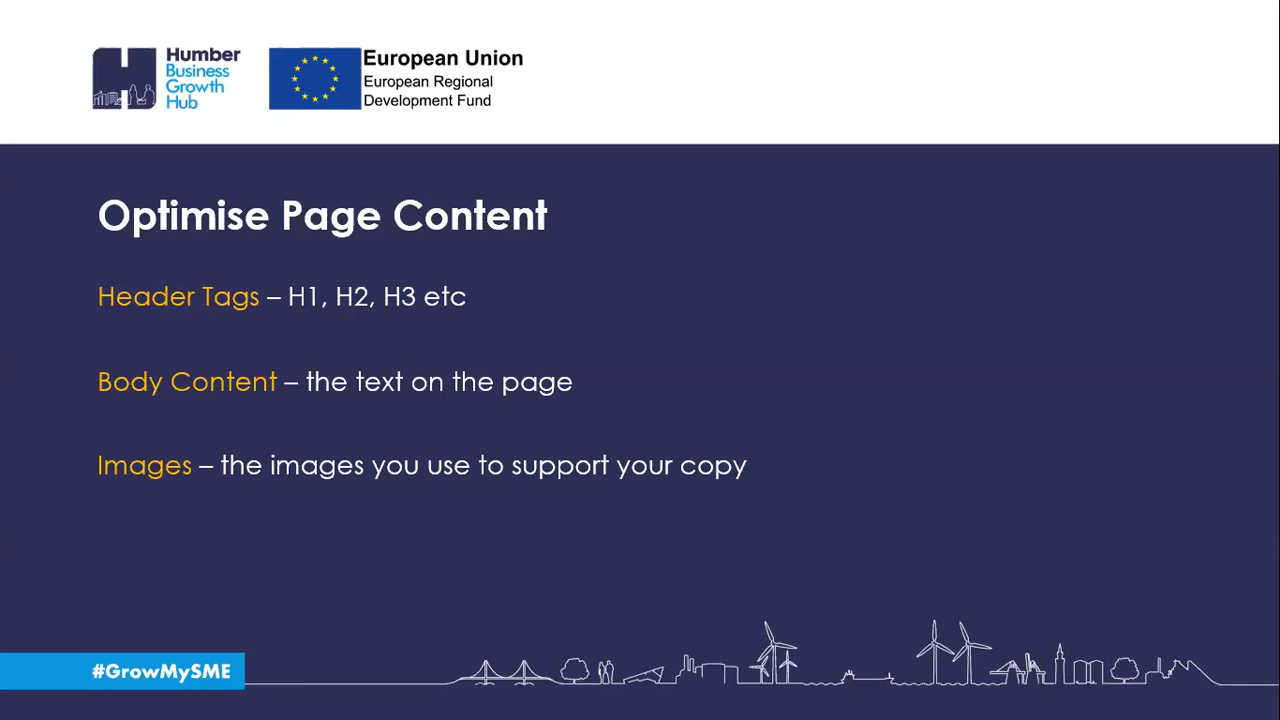 Humber
Business
Growth
Hub
European Union
European Regional
Development Fund
Optimise Page Content
Header Tags – H1, H2, H3 etc
Body Content – the text on the page
Images – the images you use to support your copy
#GrowMySME